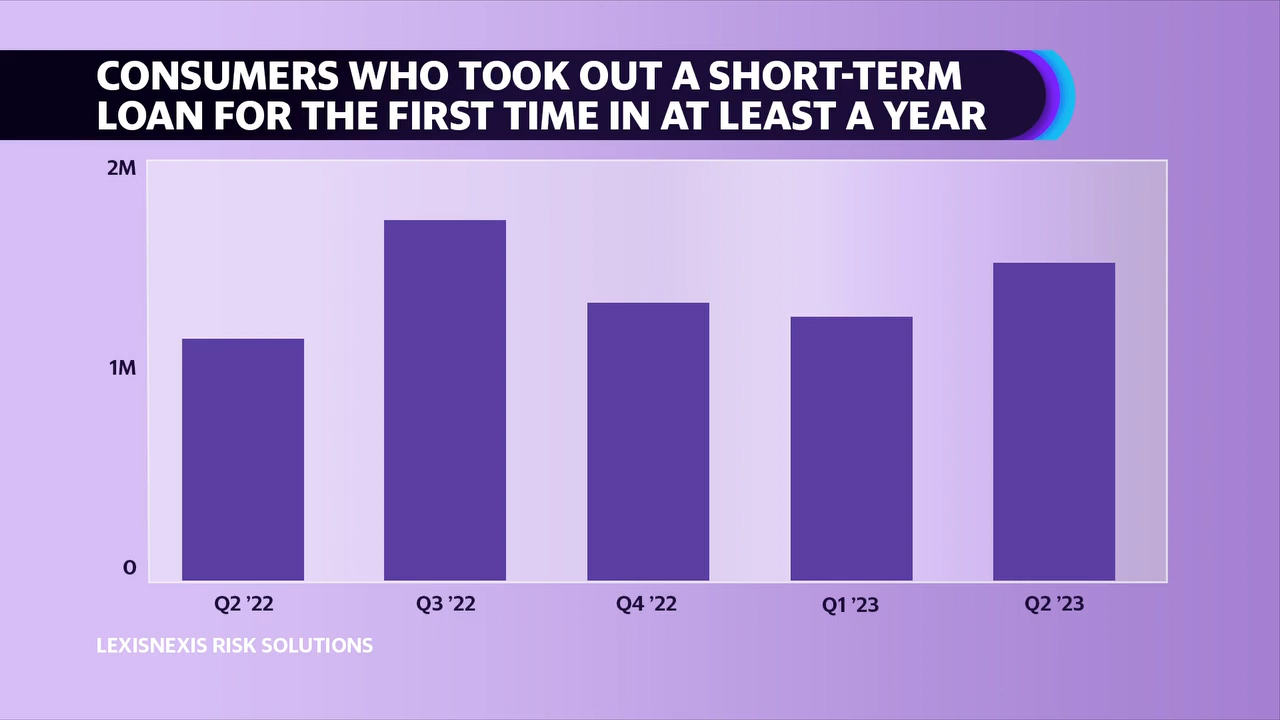 CONSUMERS WHO TOOK OUT A SHORT-TERM
LOAN FOR THE FIRST TIME IN AT LEAST A YEAR
2M
1M
0
Q2 ’22
Q3 ’22
Q4 ’22
Q1 ’23
Q2 ’23
LEXISNEXIS RISK SOLUTIONS